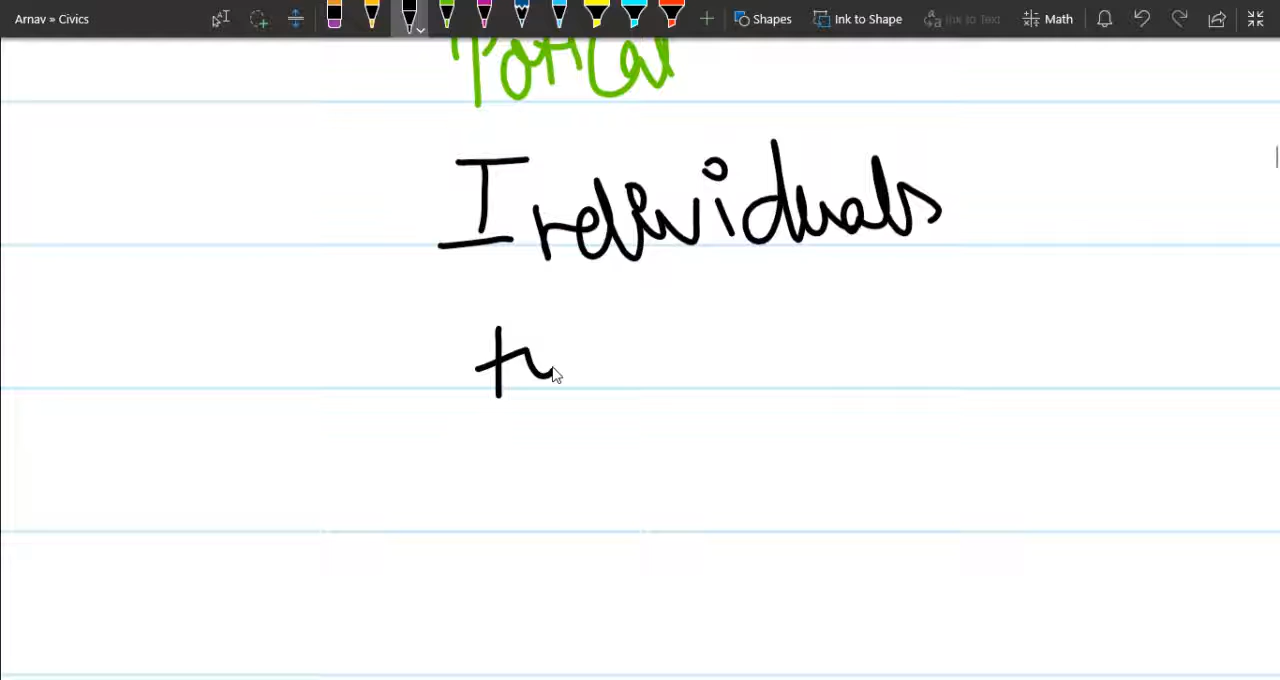 Arnav » Civics
Shapes
Ink to Shape
Ink to Text
Math
Individuals